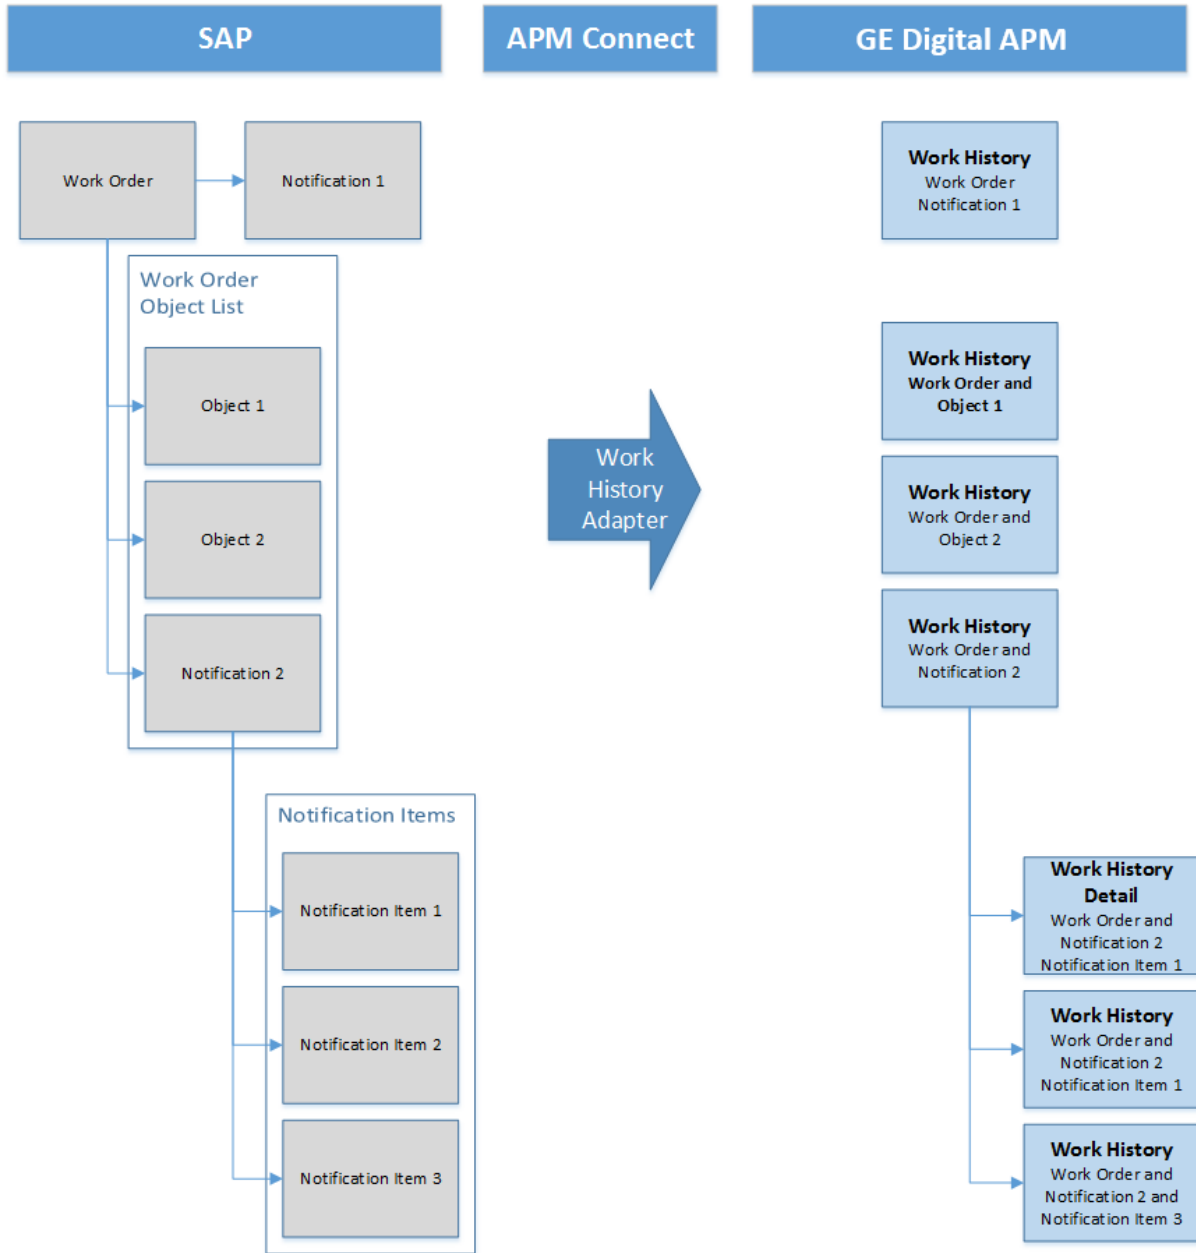 SAP
APM Connect
GE Digital APM
Work Order
Notification 1
Work Order
Object List
Object 1
Object 2
Notification 2
Notification Items
Notification Item 1
Notification Item 2
Notification Item 3
Work
History
Adapter
Work History
Work Order
Notification 1
Work History
Work Order and
Object 1
Work History
Work Order and
Object 2
Work History
Work Order and
Notification 2
Work History
Detail
Work Order and
Notification 2
Notification Item 1
Work History
Work Order and
Notification 2
Notification Item 1
Work History
Work Order and
Notification 2 and
Notification Item 3